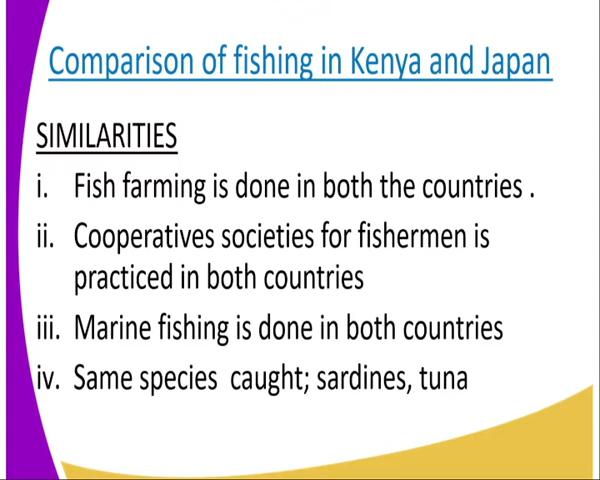 Comparison of fishing in Kenya and Japan
SIMILARITIES
i. Fish farming is done in both the countries .
ii. Cooperatives societies for fishermen is
practiced in both countries
iii. Marine fishing is done in both countries
iv. Same species caught; sardines, tuna